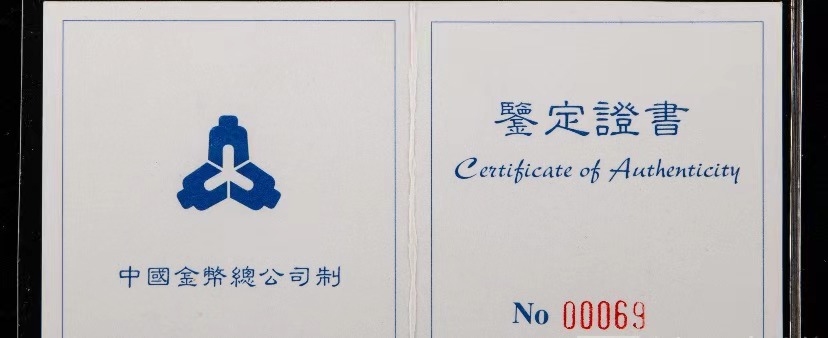 中國金幣總公司制
鑒定證書
Certificate of Authenticity
No 00069